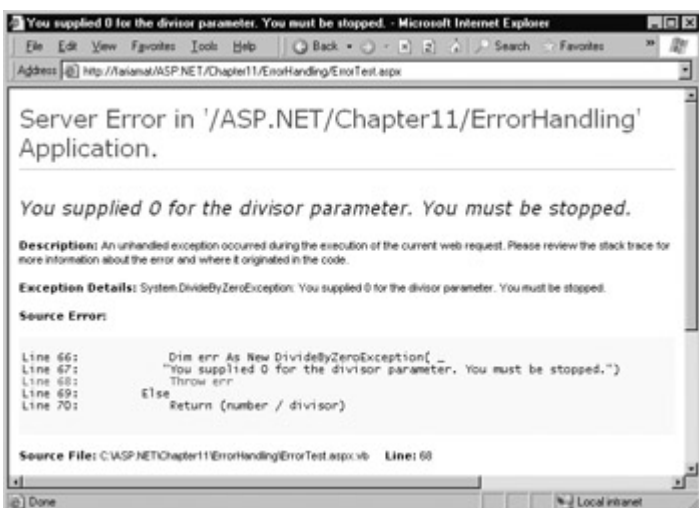 You supplied 0 for the divisor parameter. You must be stopped. - Microsoft Internet Explorer
File Edit View Favorites Tools Help Back Search Favorites »
Address http://fariamat/ASP.NET/Chapter11/ErrorHandling/ErrorTest.aspx
Server Error in '/ASP.NET/Chapter11/ErrorHandling'
Application.
You supplied 0 for the divisor parameter. You must be stopped.
Description: An unhandled exception occurred during the execution of the current web request. Please review the stack trace for
more information about the error and where it originated in the code.
Exception Details: System.DivideByZeroException: You supplied 0 for the divisor parameter. You must be stopped.
Source Error:
Line 66: Dim err As New DivideByZeroException( _
Line 67: "You supplied 0 for the divisor parameter. You must be stopped.")
Line 68: Throw err
Line 69: Else
Line 70: Return (number / divisor)
Source File: C:\ASP.NET\Chapter11\ErrorHandling\ErrorTest.aspx.vb Line: 68
Done Local intranet